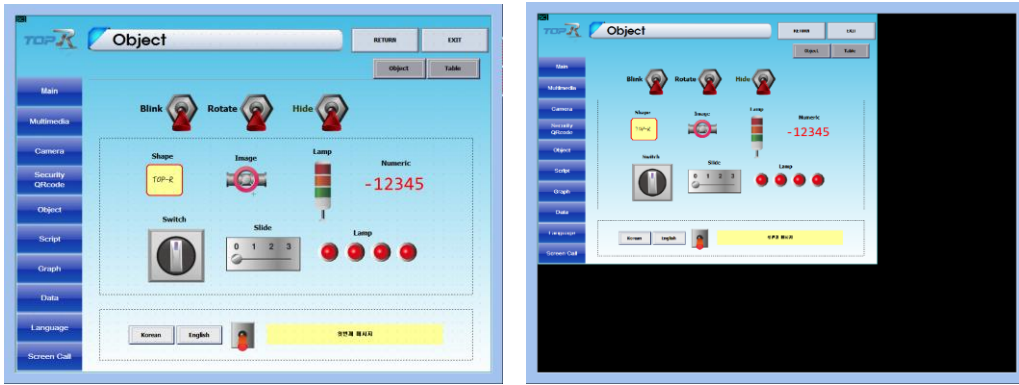 TOP R
Object
RETURN
EXIT
Object
Table
Main
Multimedia
Camera
Security
QRcode
Object
Script
Graph
Data
Language
Screen Call
Blink
Rotate
Hide
Shape
TOP-R
Image
Lamp
Numeric
-12345
Switch
Slide
0 1 2 3
Lamp
Korean
English
TOP R
Object
RETURN
EXIT
Object
Table
Main
Multimedia
Camera
Security
QRcode
Object
Script
Graph
Data
Language
Screen Call
Blink
Rotate
Hide
Shape
TOP-R
Image
Lamp
Numeric
-12345
Switch
Slide
0 1 2 3
Lamp
Korean
English